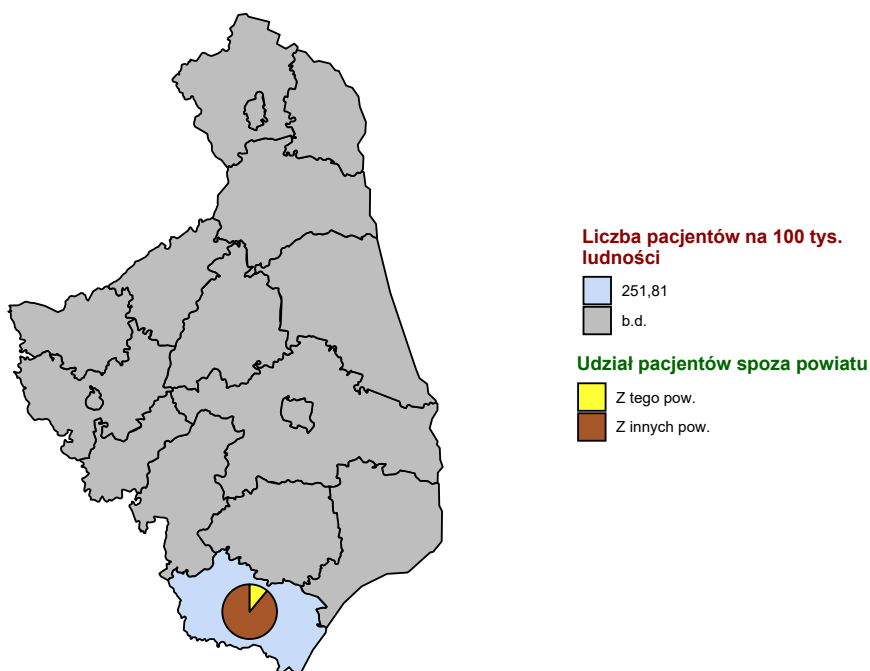 Liczba pacjentów na 100 tys.
ludności
251,81
b.d.
Udział pacjentów spoza powiatu
Z tego pow.
Z innych pow.